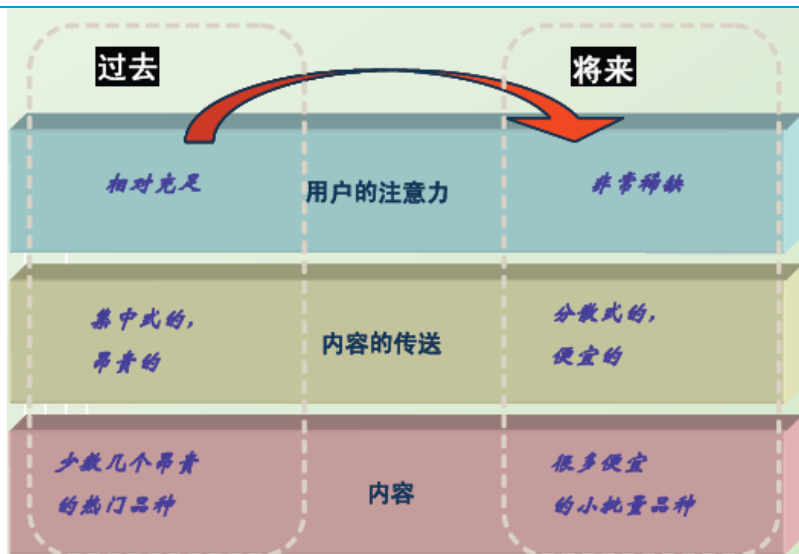 过去
将来
相对充足
用户的注意力
非常稀缺
集中式的,
昂贵的
内容的传送
分散式的,
便宜的
少数几个昂贵
的热门品种
内容
很多便宜
的小批量品种